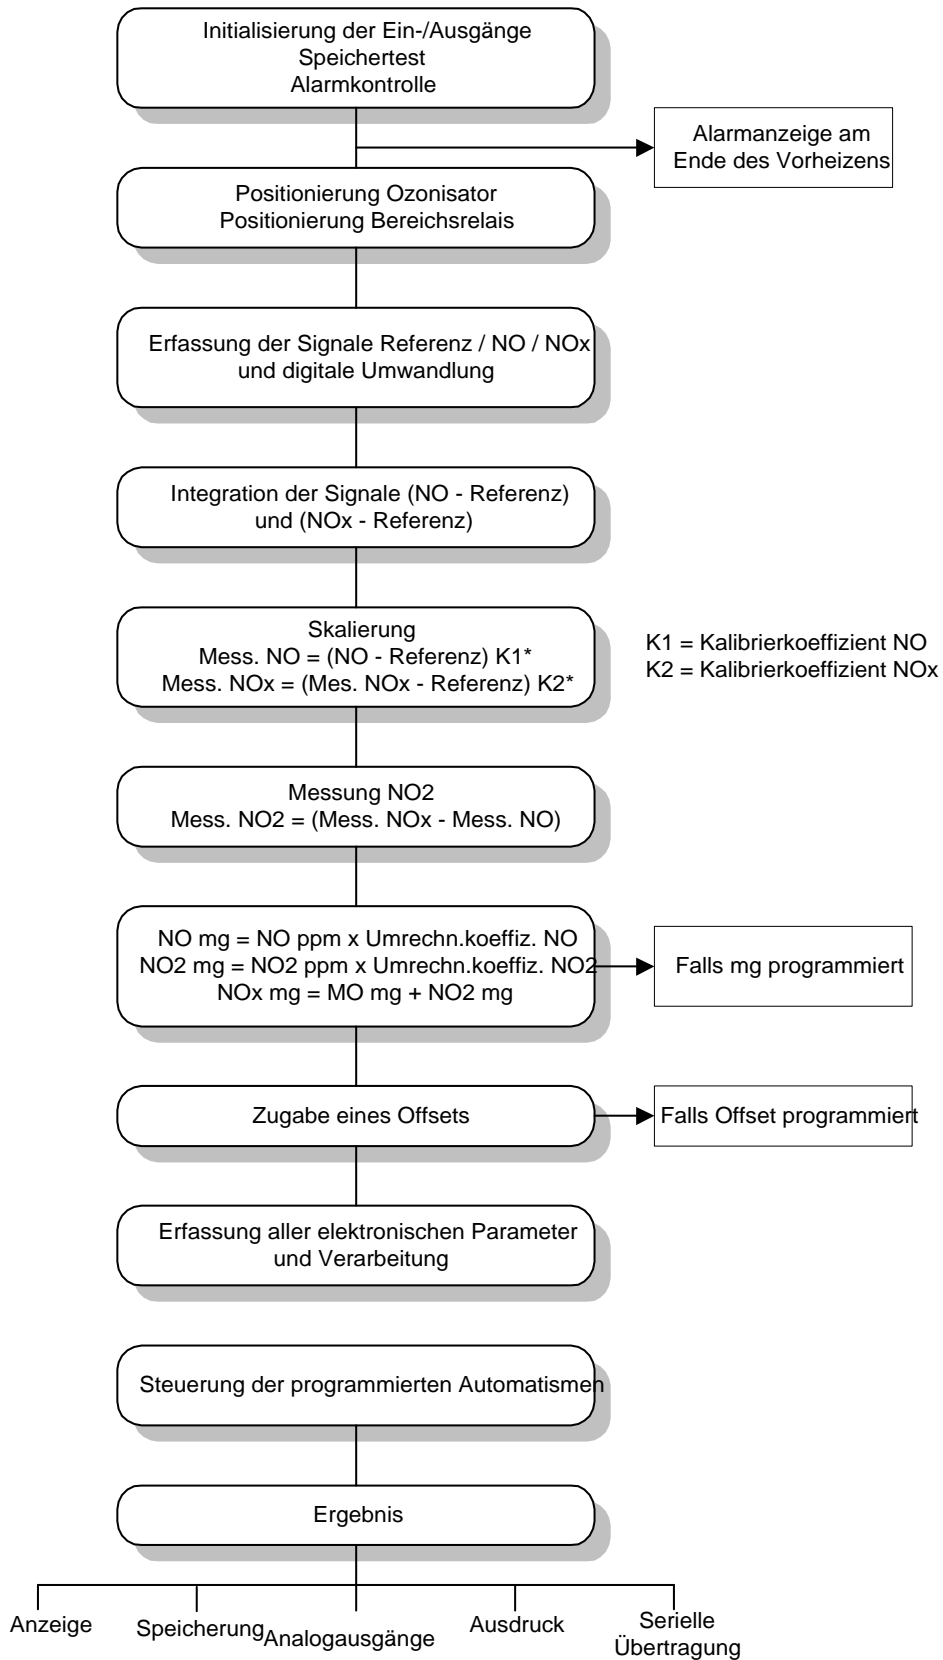 Initialisierung der Ein-/Ausgänge
Speichertest
Alarmkontrolle
Alarmanzeige am
Ende des Vorheizens
Positionierung Ozonisator
Positionierung Bereichsrelais
Erfassung der Signale Referenz / NO / NOx
und digitale Umwandlung
Integration der Signale (NO - Referenz)
und (NOx - Referenz)
Skalierung
Mess. NO = (NO - Referenz) K1*
Mess. NOx = (Mes. NOx - Referenz) K2*
K1 = Kalibrierkoeffizient NO
K2 = Kalibrierkoeffizient NOx
Messung NO2
Mess. NO2 = (Mess. NOx - Mess. NO)
NO mg = NO ppm x Umrechn.koeffiz. NO
NO2 mg = NO2 ppm x Umrechn.koeffiz. NO2
NOx mg = MO mg + NO2 mg
Falls mg programmiert
Zugabe eines Offsets
Falls Offset programmiert
Erfassung aller elektronischen Parameter
und Verarbeitung
Steuerung der programmierten Automatismen
Ergebnis
Anzeige
Speicherung
Analogausgänge
Ausdruck
Serielle
Übertragung